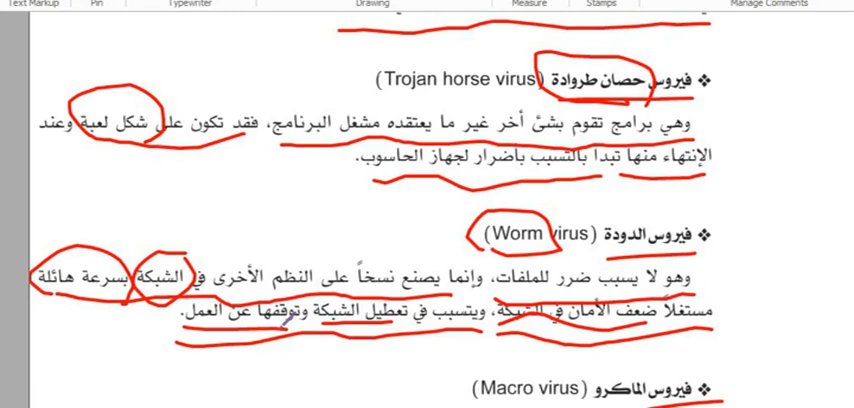 Text Markup Pin Typewriter Drawing Measure Stamps Manage Comments
❖ فيروس حصان طروادة (Trojan horse virus)
وهي برامج تقوم بشئ أخر غير ما يعتقده مشغل البرنامج، فقد تكون على شكل لعبة وعند
الإنتهاء منها تبدا بالتسبب باضرار لجهاز الحاسوب.
❖ فيروس الدودة (Worm virus)
وهو لا يسبب ضرر للملفات، وإنما يصنع نسخاً على النظم الأخرى في الشبكة بسرعة هائلة
مستغلاً ضعف الأمان في الشبكة، ويتسبب في تعطيل الشبكة وتوقفها عن العمل.
❖ فيروس الماكرو (Macro virus)